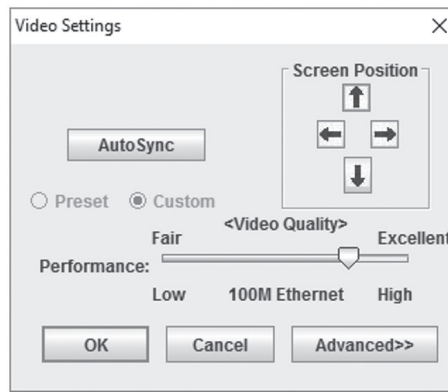 Video Settings
Screen Position
AutoSync
Preset Custom
<Video Quality>
Fair Excellent
Performance:
Low 100M Ethernet High
OK Cancel Advanced>>